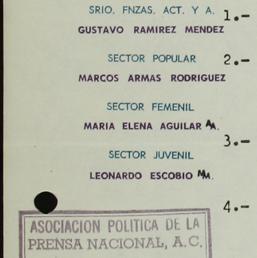 SRIO, FNZAS, ACT. Y A.
1.-
GUSTAVO RAMIREZ MENDEZ
SECTOR POPULAR
2.-
MARCOS ARMAS RODRIGUEZ
SECTOR FEMENIL
MARIA ELENA AGUILAR M.
3.-
SECTOR JUVENIL
LEONARDO ESCOBIO M.
4.-
ASOCIACION POLITICA DE LA
PRENSA NACIONAL, A.C.